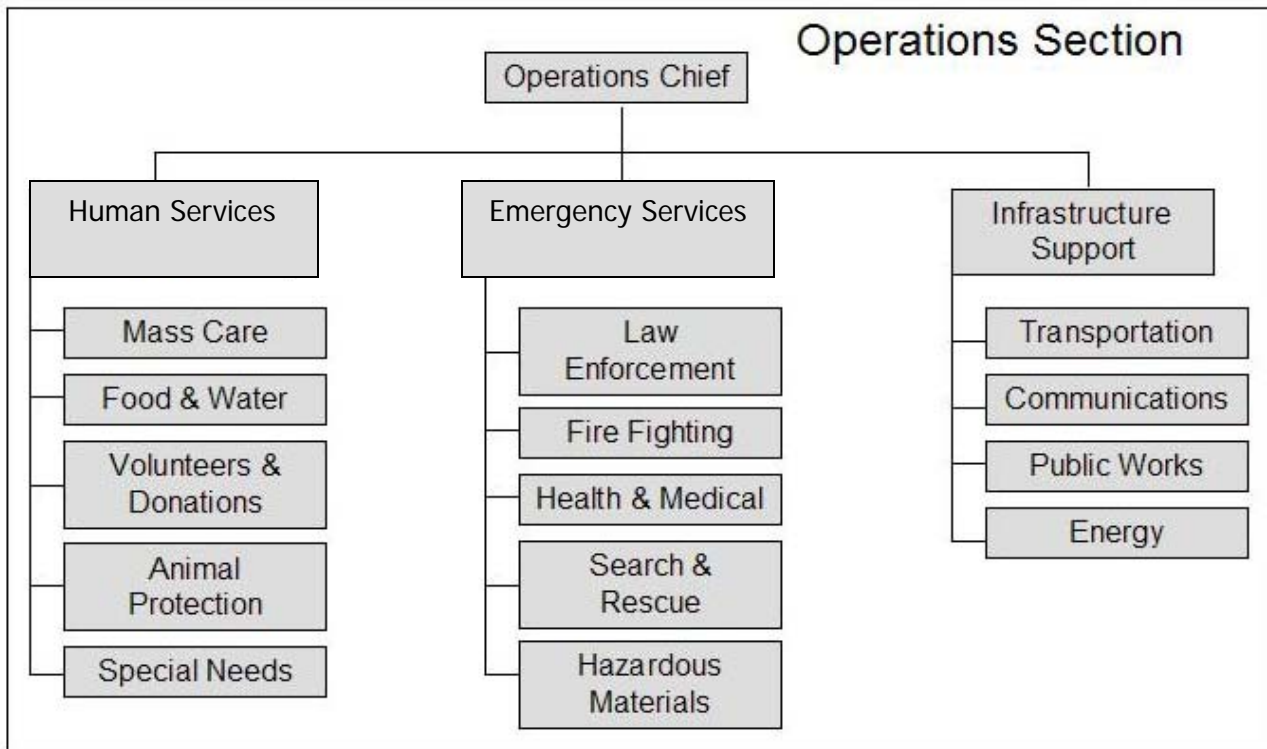 Operations Section
Operations Chief
Human Services
Mass Care
Food & Water
Volunteers &
Donations
Animal
Protection
Special Needs
Emergency Services
Law
Enforcement
Fire Fighting
Health & Medical
Search &
Rescue
Hazardous
Materials
Infrastructure
Support
Transportation
Communications
Public Works
Energy